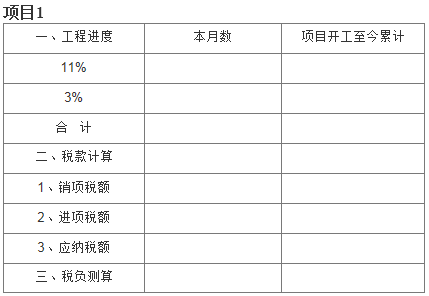 项目1
一、工程进度 本月数 项目开工至今累计
11%
3%
合 计
二、税款计算
1、销项税额
2、进项税额
3、应纳税额
三、税负测算